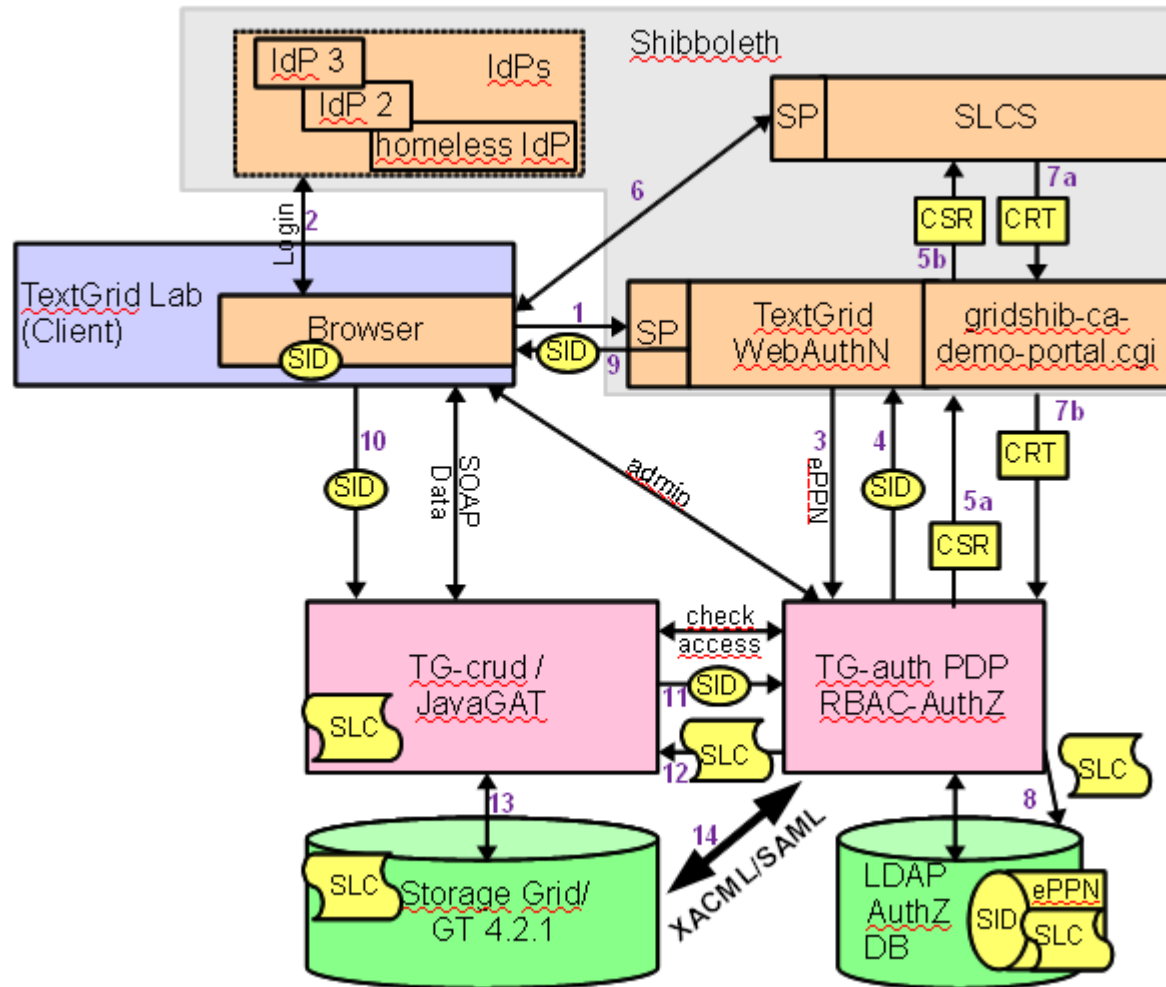 Shibboleth
IdP 3
IdPs
IdP 2
homeless IdP
SP
SLCS
6
7a
2
Login
CSR
CRT
5b
TextGrid Lab
(Client)
Browser
SID
1
SID
9
SP
TextGrid
WebAuthN
gridshib-ca-
demo-portal.cgi
10
SID
SOAP
Data
admin
3
ePPN
4
SID
5a
CSR
7b
CRT
TG-crud /
JavaGAT
SLC
check
access
11
SID
12
SLC
TG-auth PDP
RBAC-AuthZ
SLC
8
13
14
XACML/SAML
SLC
Storage Grid/
GT 4.2.1
LDAP
AuthZ
DB
ePPN
SID
SLC